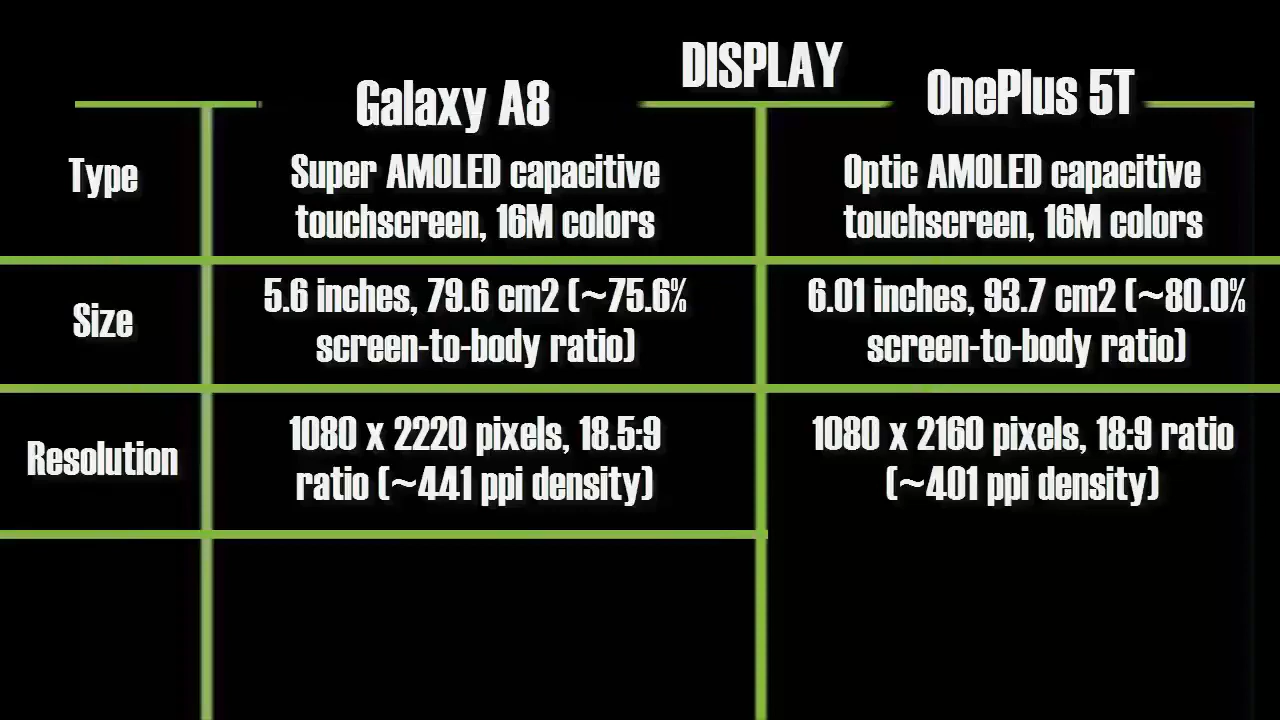 DISPLAY
Galaxy A8
OnePlus 5T
Type
Super AMOLED capacitive
touchscreen, 16M colors
Optic AMOLED capacitive
touchscreen, 16M colors
Size
5.6 inches, 79.6 cm2 (~75.6%
screen-to-body ratio)
6.01 inches, 93.7 cm2 (~80.0%
screen-to-body ratio)
Resolution
1080 x 2220 pixels, 18.5:9
ratio (~441 ppi density)
1080 x 2160 pixels, 18:9 ratio
(~401 ppi density)